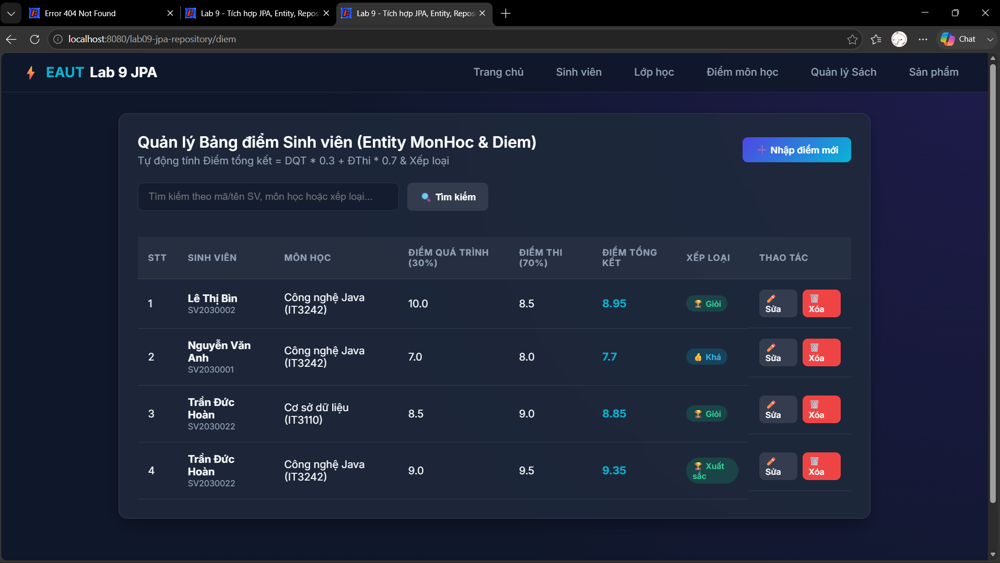 Error 404 Not Found
Lab 9 - Tích hợp JPA, Entity, Repos
Lab 9 - Tích hợp JPA, Entity, Repos
localhost:8080/lab09-jpa-repository/diem
Chat
EAUT Lab 9 JPA
Trang chủ
Sinh viên
Lớp học
Điểm môn học
Quản lý Sách
Sản phẩm
Quản lý Bảng điểm Sinh viên (Entity MonHoc & Diem)
Tự động tính Điểm tổng kết = DQT * 0.3 + ĐThi * 0.7 & Xếp loại
Nhập điểm mới
Tìm kiếm theo mã/tên SV, môn học hoặc xếp loại...
Tìm kiếm
STT
SINH VIÊN
MÔN HỌC
ĐIỂM QUÁ TRÌNH
(30%)
ĐIỂM THI
(70%)
ĐIỂM TỔNG
KẾT
XẾP LOẠI
THAO TÁC
1
Lê Thị Bìn
SV2030002
Công nghệ Java
(IT3242)
10.0
8.5
8.95
Giỏi
Sửa
Xóa
2
Nguyễn Văn
Anh
SV2030001
Công nghệ Java
(IT3242)
7.0
8.0
7.7
Khá
Sửa
Xóa
3
Trần Đức
Hoàn
SV2030022
Cơ sở dữ liệu
(IT3110)
8.5
9.0
8.85
Giỏi
Sửa
Xóa
4
Trần Đức
Hoàn
SV2030022
Công nghệ Java
(IT3242)
9.0
9.5
9.35
Xuất
sắc
Sửa
Xóa